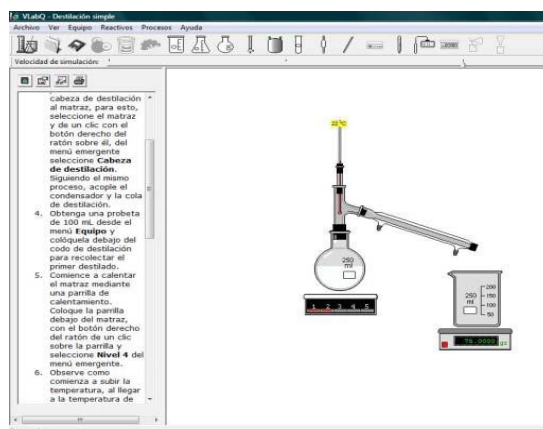 VLabQ - Destilación simple
Archivo Ver Equipo Reactivos Procesos Ayuda
Velocidad de simulación:
cabeza de destilación
al matraz, para esto,
seleccione el matraz
y de un clic con el
botón derecho del
ratón sobre él, del
menú emergente
seleccione Cabeza
de destilación.
Siguiendo el mismo
proceso, acople el
condensador y la cola
de destilación.
4. Obtenga una probeta
de 100 mL desde el
menú Equipo y
colóquela debajo del
codo de destilación
para recolectar el
primer destilado.
5. Comience a calentar
el matraz mediante
una parrilla de
calentamiento.
Coloque la parrilla
debajo del matraz,
con el botón derecho
del ratón de un clic
sobre la parrilla y
seleccione Nivel 4 del
menú emergente.
6. Observe como
comienza a subir la
temperatura, al llegar
a la temperatura de
22 °C
250
ml
1 2 3 4 5
250
ml
200
150
100
50